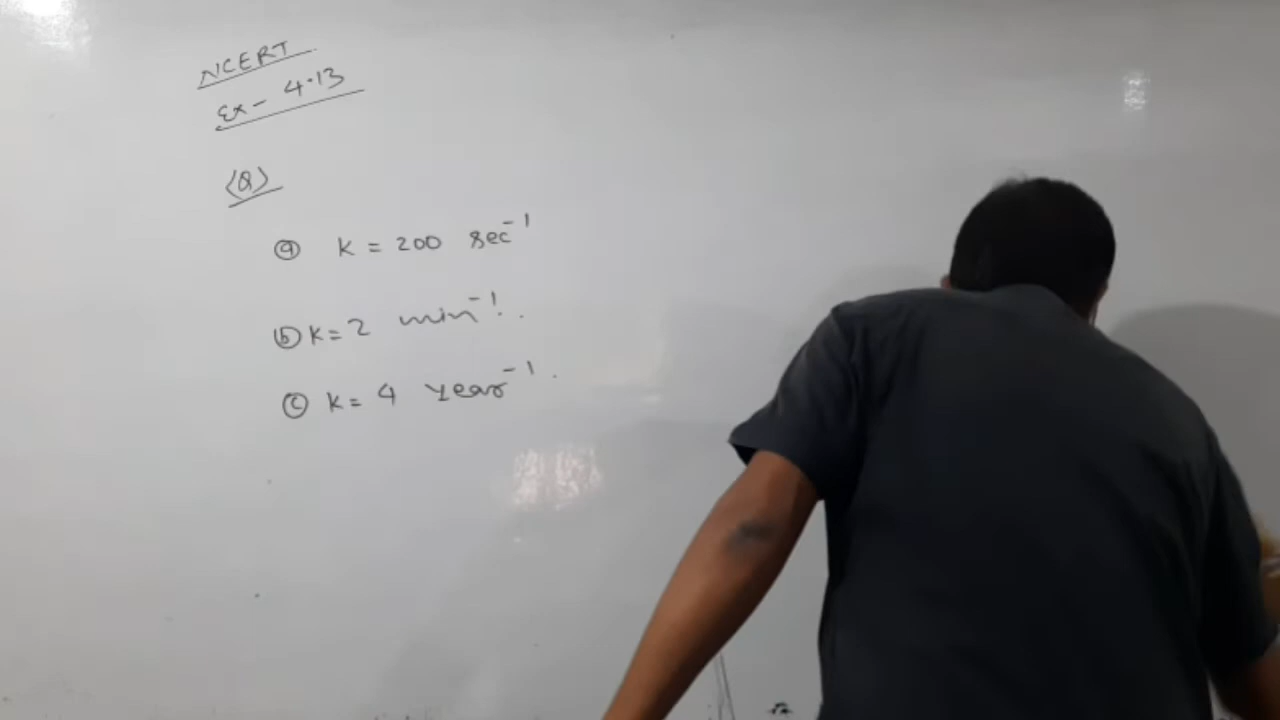 NCERT
Ex- 4.13
(Q)
(a) K = 200 sec⁻¹
(b) K = 2 min⁻¹.
(c) K = 4 year⁻¹.